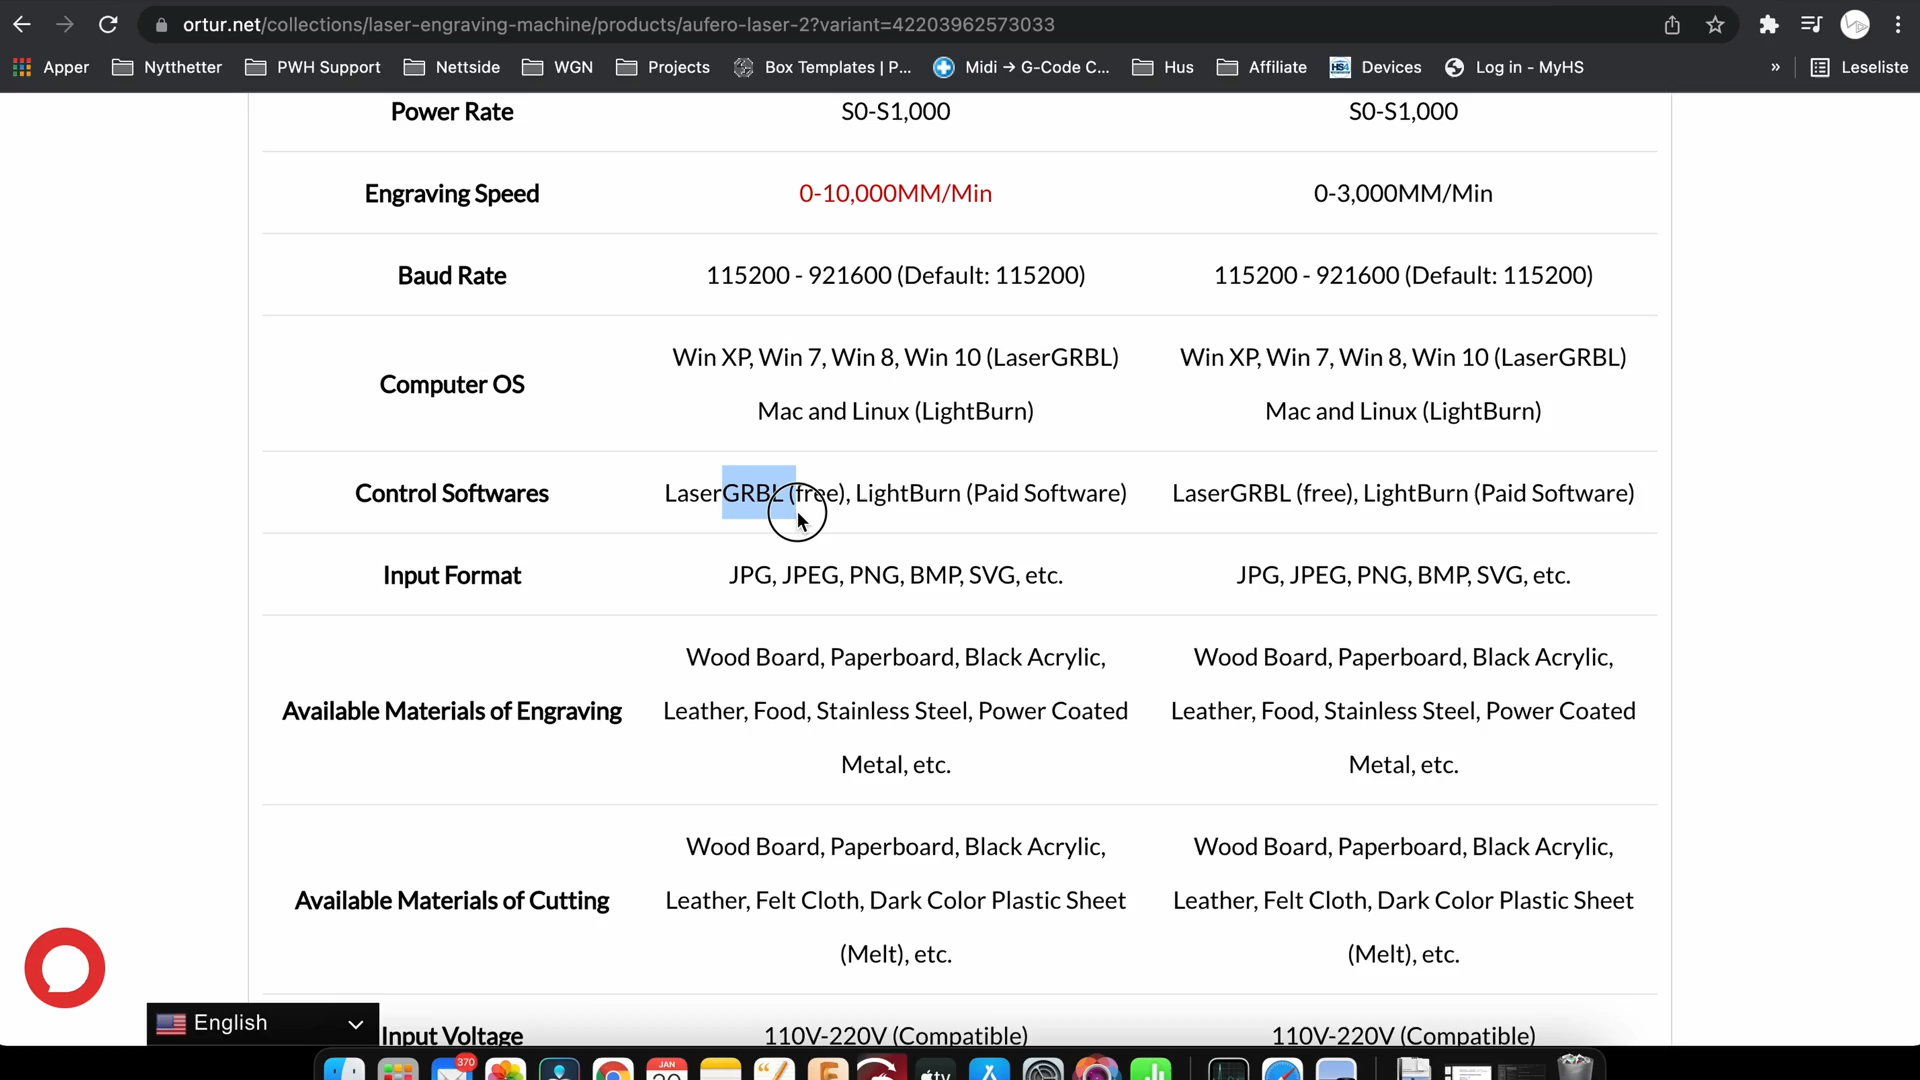 ortur.net/collections/laser-engraving-machine/products/aufero-laser-2?variant=42203962573033
Apper Nyttheter PWH Support Nettside WGN Projects Box Templates | P... Midi → G-Code C... Hus Affiliate Devices Log in - MyHS » Leseliste
Power Rate S0-S1,000 S0-S1,000
Engraving Speed 0-10,000MM/Min 0-3,000MM/Min
Baud Rate 115200 - 921600 (Default: 115200) 115200 - 921600 (Default: 115200)
Win XP, Win 7, Win 8, Win 10 (LaserGRBL) Win XP, Win 7, Win 8, Win 10 (LaserGRBL)
Computer OS
Mac and Linux (LightBurn) Mac and Linux (LightBurn)
Control Softwares LaserGRBL (free), LightBurn (Paid Software) LaserGRBL (free), LightBurn (Paid Software)
Input Format JPG, JPEG, PNG, BMP, SVG, etc. JPG, JPEG, PNG, BMP, SVG, etc.
Wood Board, Paperboard, Black Acrylic, Wood Board, Paperboard, Black Acrylic,
Available Materials of Engraving Leather, Food, Stainless Steel, Power Coated Leather, Food, Stainless Steel, Power Coated
Metal, etc. Metal, etc.
Wood Board, Paperboard, Black Acrylic, Wood Board, Paperboard, Black Acrylic,
Available Materials of Cutting Leather, Felt Cloth, Dark Color Plastic Sheet Leather, Felt Cloth, Dark Color Plastic Sheet
(Melt), etc. (Melt), etc.
English
Input Voltage 110V-220V (Compatible) 110V-220V (Compatible)
370
JAN
tv